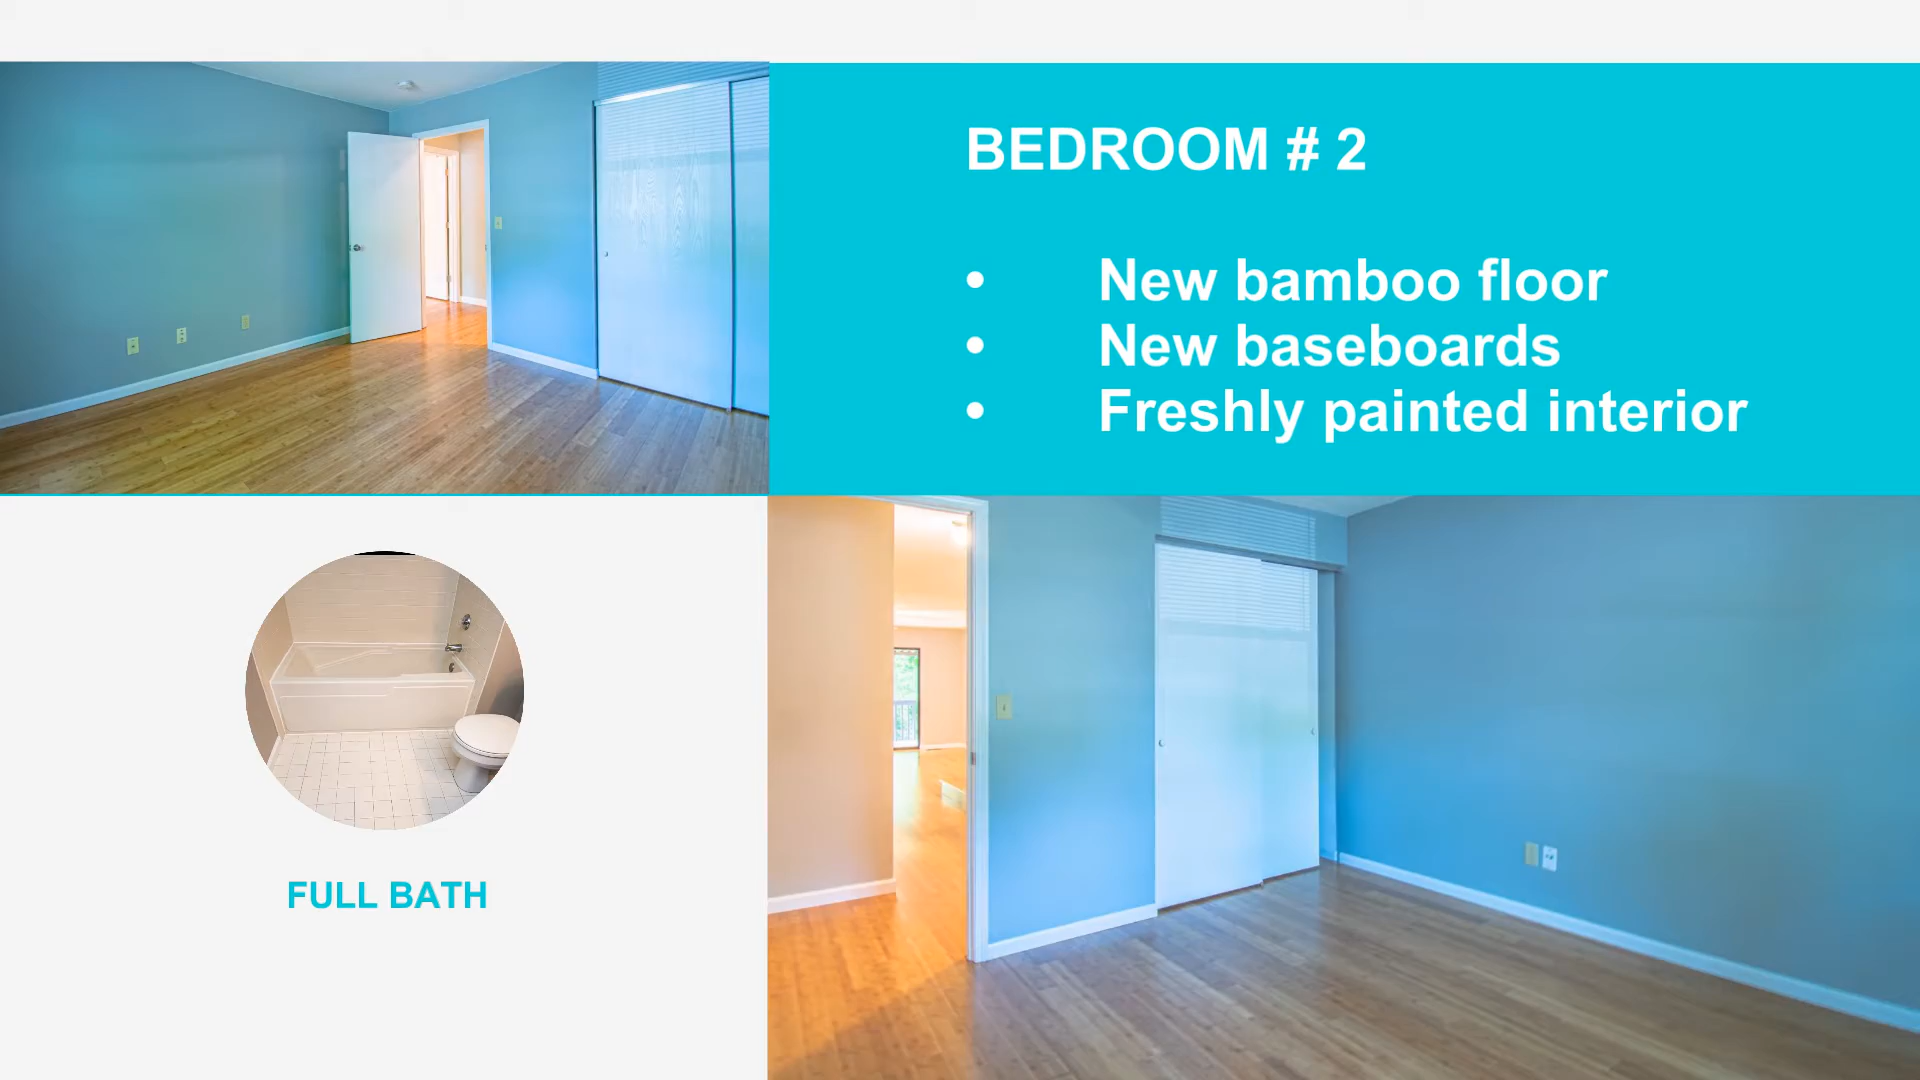 BEDROOM # 2
• New bamboo floor
• New baseboards
• Freshly painted interior
FULL BATH